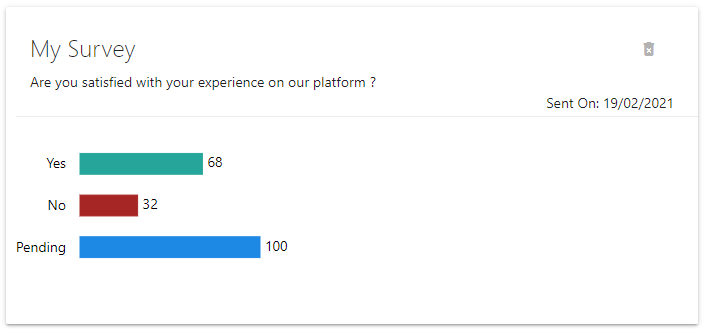 My Survey
Are you satisfied with your experience on our platform ?
Sent On: 19/02/2021
Yes 68
No 32
Pending 100